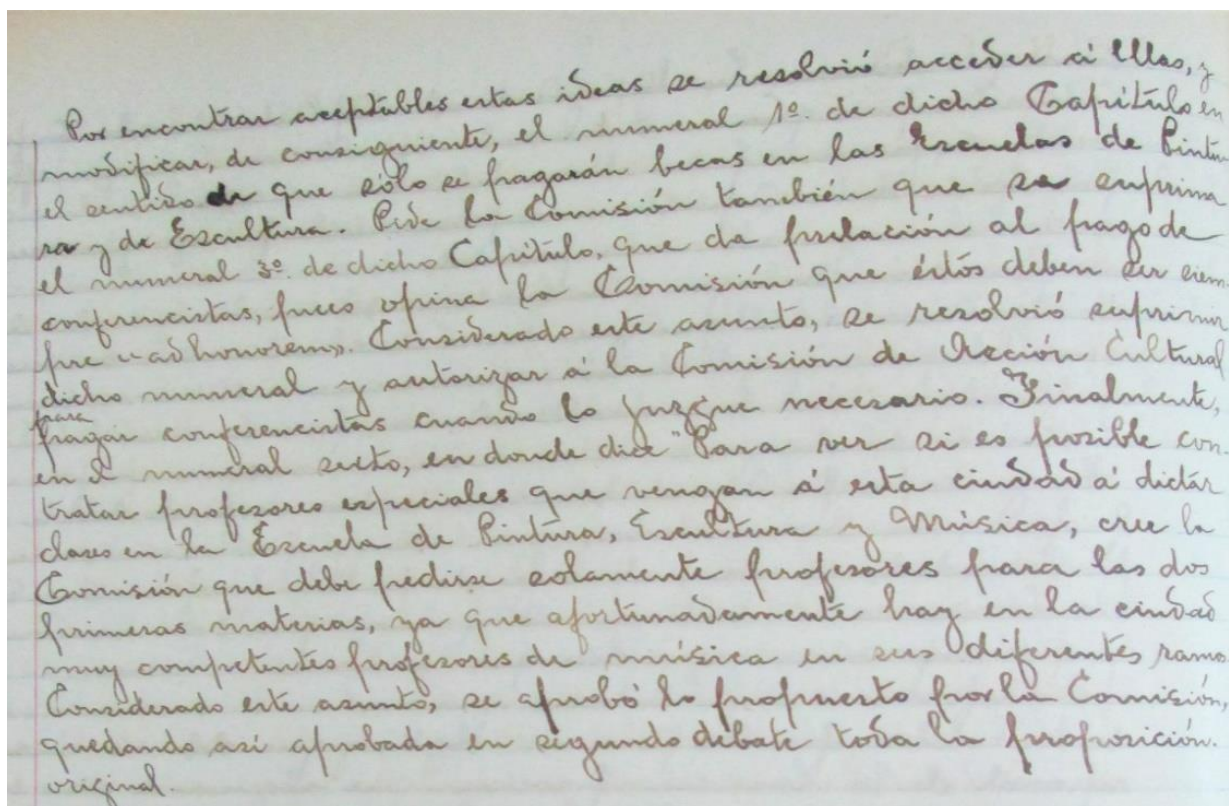 Por encontrar aceptables estas ideas se resolvió acceder á ellas, y
modificar, de consiguiente, el numeral 1º. de dicho Capítulo en
el sentido de que sólo se pagarán becas en las Escuelas de Pintu
ra y de Escultura. Pide la Comisión también que se suprima
el numeral 3º. de dicho Capítulo, que da prelación al pago de
conferencistas, pues opina la Comisión que éstos deben ser siem
pre "ad honorem". Considerado este asunto, se resolvió suprimir
dicho numeral y autorizar á la Comisión de Acción Cultural
para
pagar conferencistas cuando lo juzgue necesario. Finalmente,
en el numeral sexto, en donde dice "Para ver si es posible con-
tratar profesores especiales que vengan á esta ciudad á dictar
clases en la Escuela de Pintura, Escultura y Música, cree la
Comisión que debe pedirse solamente profesores para las dos
primeras materias, ya que afortunadamente hay en la ciudad
muy competentes profesores de música en sus diferentes ramos
Considerado este asunto, se aprobó lo propuesto por la Comisión,
quedando así aprobada en segundo debate toda la proposición.
original.